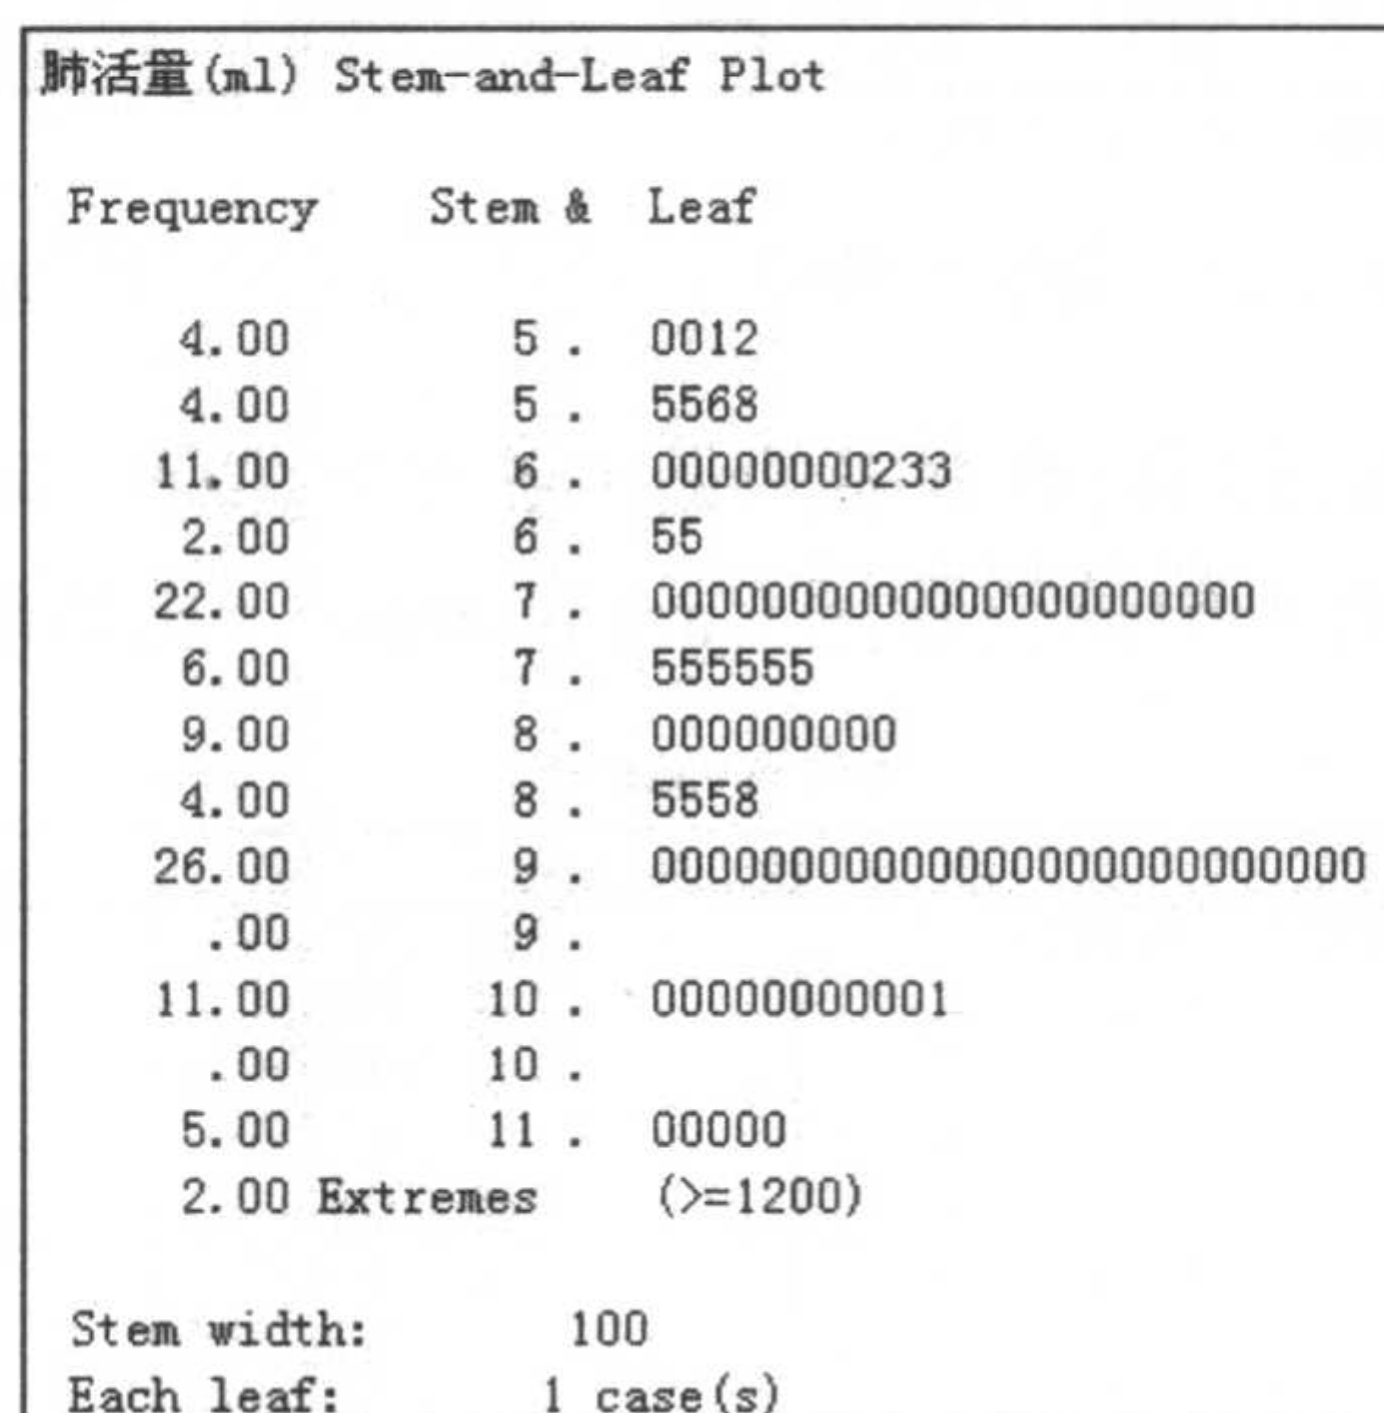 肺活量(ml) Stem-and-Leaf Plot
Frequency Stem & Leaf
4.00 5 . 0012
4.00 5 . 5568
11.00 6 . 00000000233
2.00 6 . 55
22.00 7 . 0000000000000000000000
6.00 7 . 555555
9.00 8 . 000000000
4.00 8 . 5558
26.00 9 . 00000000000000000000000000
.00 9 .
11.00 10 . 00000000001
.00 10 .
5.00 11 . 00000
2.00 Extremes (>=1200)
Stem width: 100
Each leaf: 1 case(s)